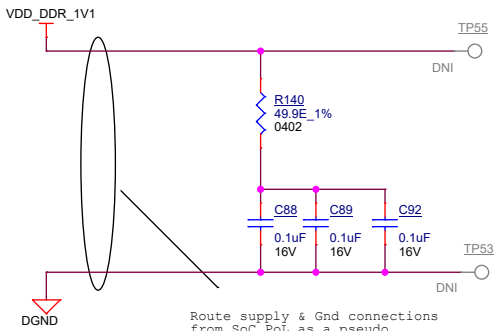 VDD_DDR_1V1
TP55
DNI
R140
49.9E_1%
0402
C88
C89
C92
0.1uF
0.1uF
0.1uF
16V
16V
16V
TP53
DNI
DGND
Route supply & Gnd connections
from SoC PoL as a pseudo